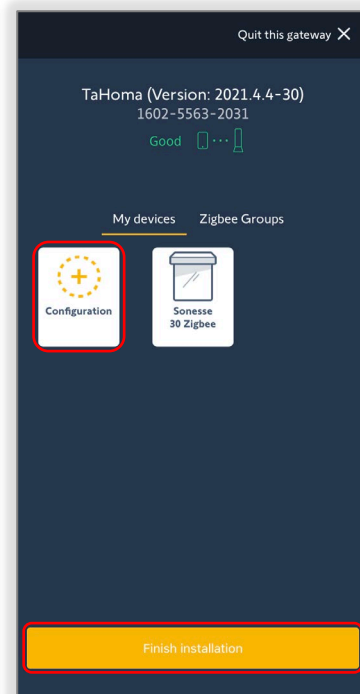 Quit this gateway
TaHoma (Version: 2021.4.4-30)
1602-5563-2031
Good
My devices Zigbee Groups
Configuration
Sonesse
30 Zigbee
Finish installation